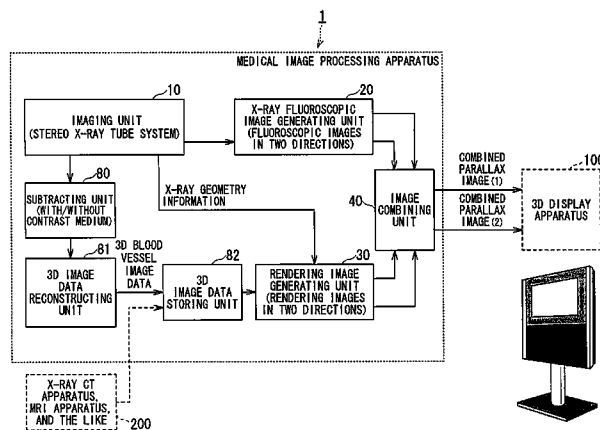 1
MEDICAL IMAGE PROCESSING APPARATUS
10
IMAGING UNIT
(STEREO X-RAY TUBE SYSTEM)
20
X-RAY FLUOROSCOPIC
IMAGE GENERATING UNIT
(FLUOROSCOPIC IMAGES
IN TWO DIRECTIONS)
80
SUBTRACTING UNIT
(WITH/WITHOUT
CONTRAST MEDIUM)
X-RAY GEOMETRY
INFORMATION
40
IMAGE
COMBINING
UNIT
COMBINED
PARALLAX
IMAGE(1)
COMBINED
PARALLAX
IMAGE(2)
100
3D DISPLAY
APPARATUS
81
3D IMAGE
DATA
RECONSTRUCTING
UNIT
3D BLOOD
VESSEL
IMAGE
DATA
82
3D
IMAGE DATA
STORING UNIT
30
RENDERING IMAGE
GENERATING UNIT
(RENDERING IMAGES
IN TWO DIRECTIONS)
X-RAY CT
APPARATUS,
MRI APPARATUS,
AND THE LIKE
200